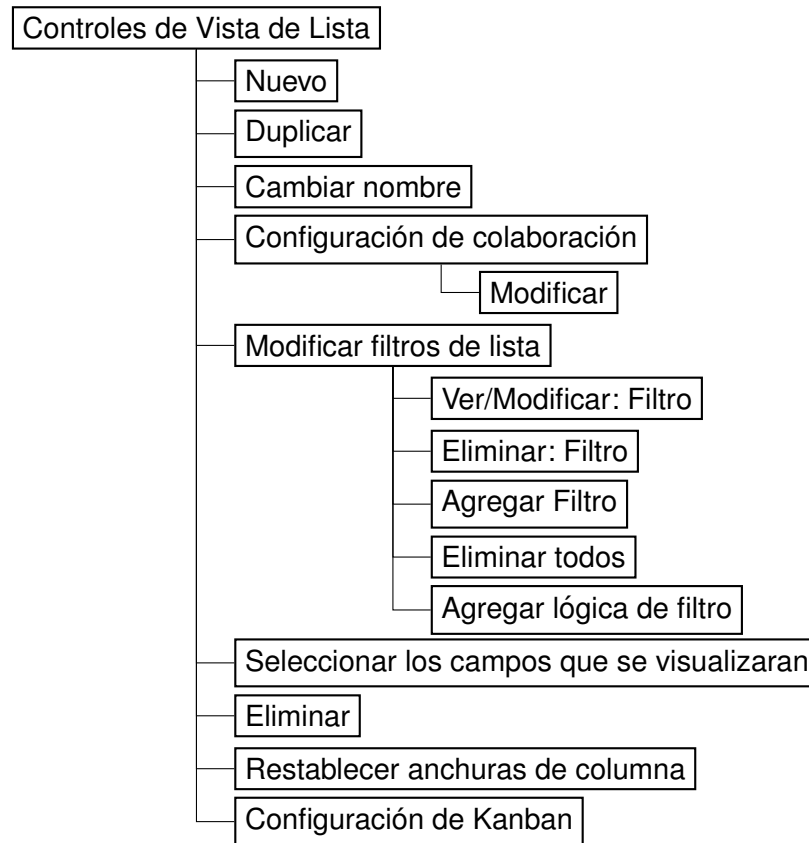 Controles de Vista de Lista
Nuevo
Duplicar
Cambiar nombre
Configuración de colaboración
Modificar
Modificar filtros de lista
Ver/Modificar: Filtro
Eliminar: Filtro
Agregar Filtro
Eliminar todos
Agregar lógica de filtro
Seleccionar los campos que se visualizaran
Eliminar
Restablecer anchuras de columna
Configuración de Kanban